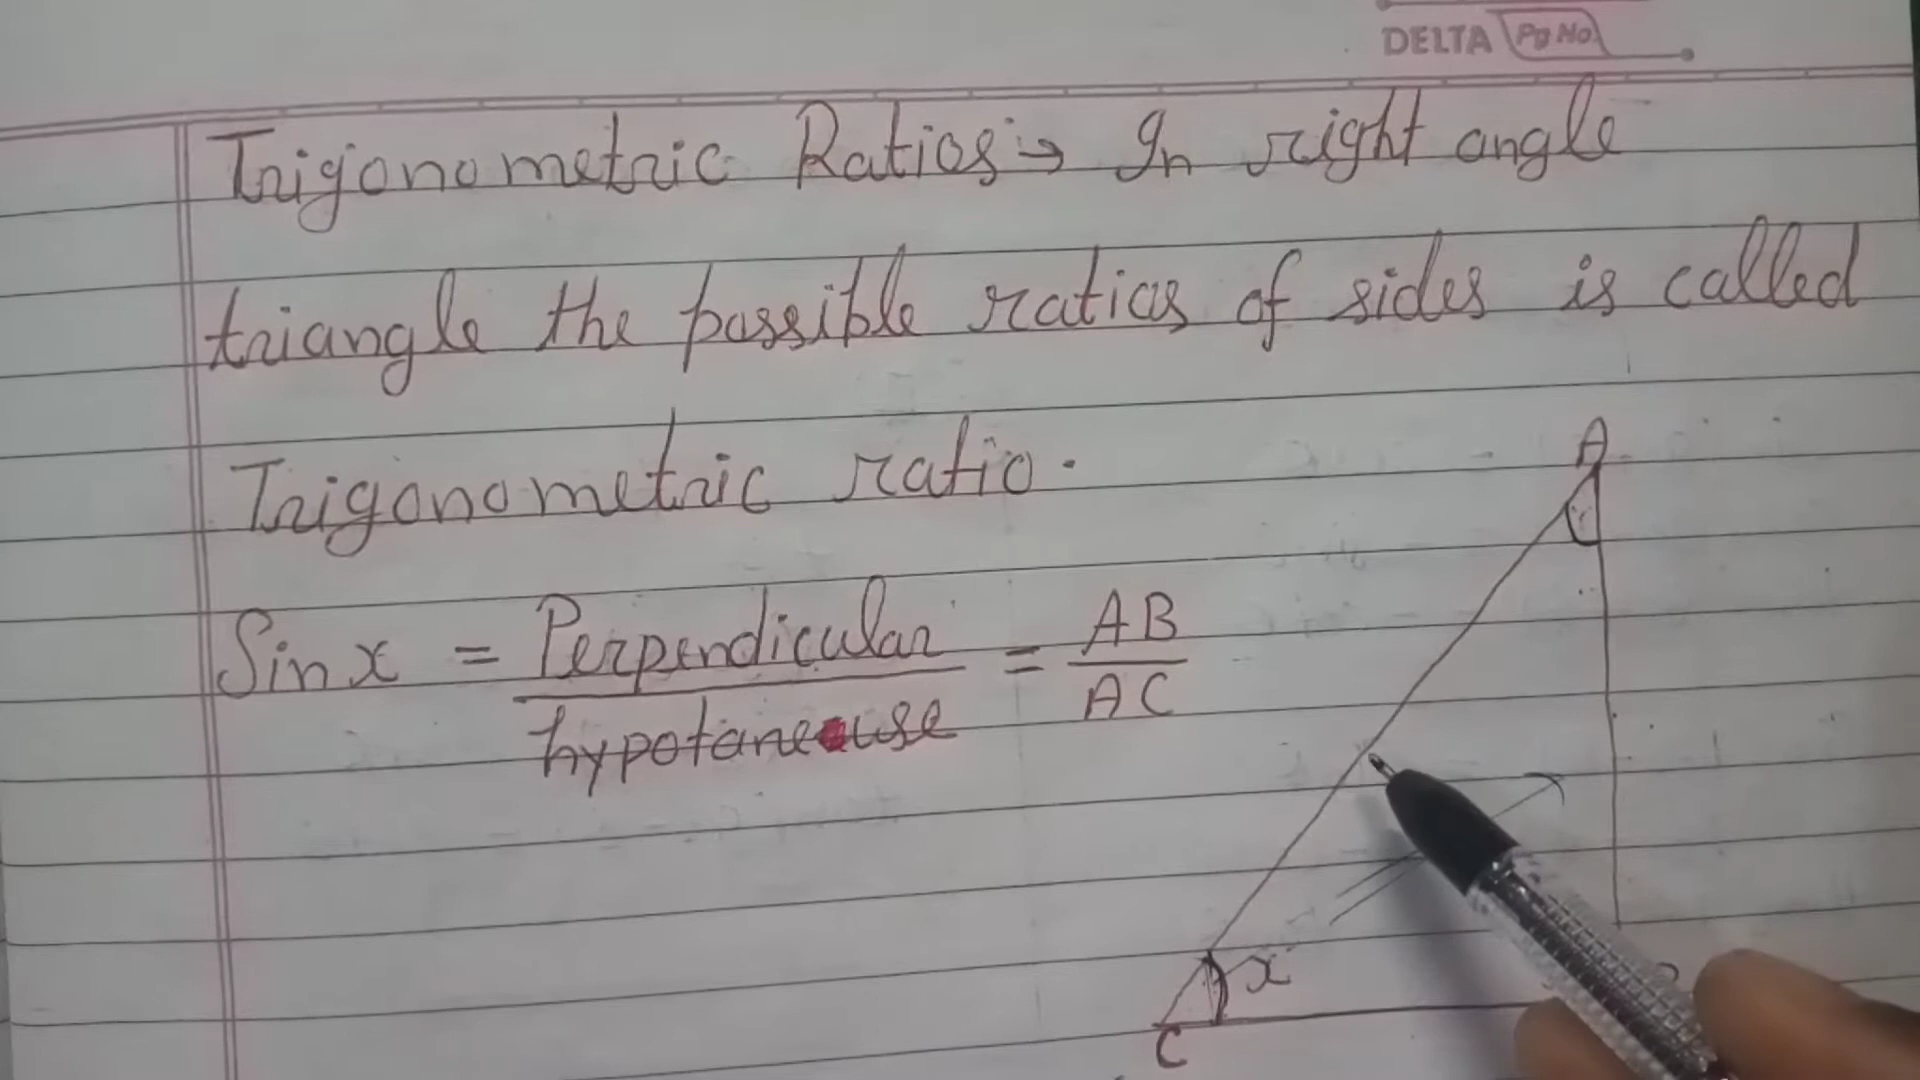 DELTA Pg No
Trigonometric Ratios:→ In right angle
triangle the possible ratios of sides is called
Trigonometric ratio.
Sin x = Perpendicular / hypotaneuse = AB / AC
A
x
C